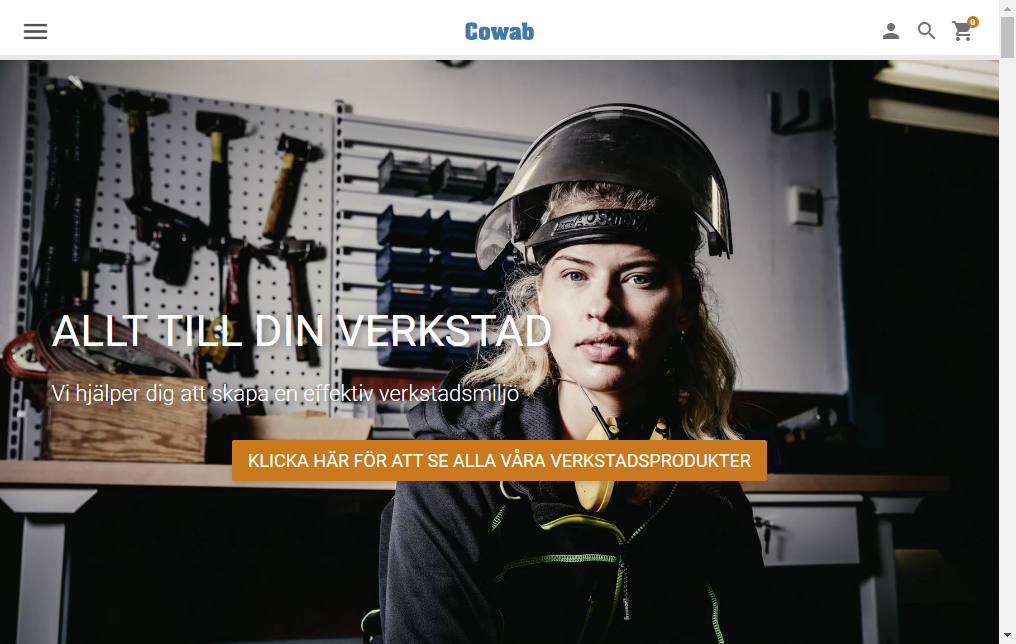 Cowab
0
ALLT TILL DIN VERKSTAD
Vi hjälper dig att skapa en effektiv verkstadsmiljö
KLICKA HÄR FÖR ATT SE ALLA VÅRA VERKSTADSPRODUKTER